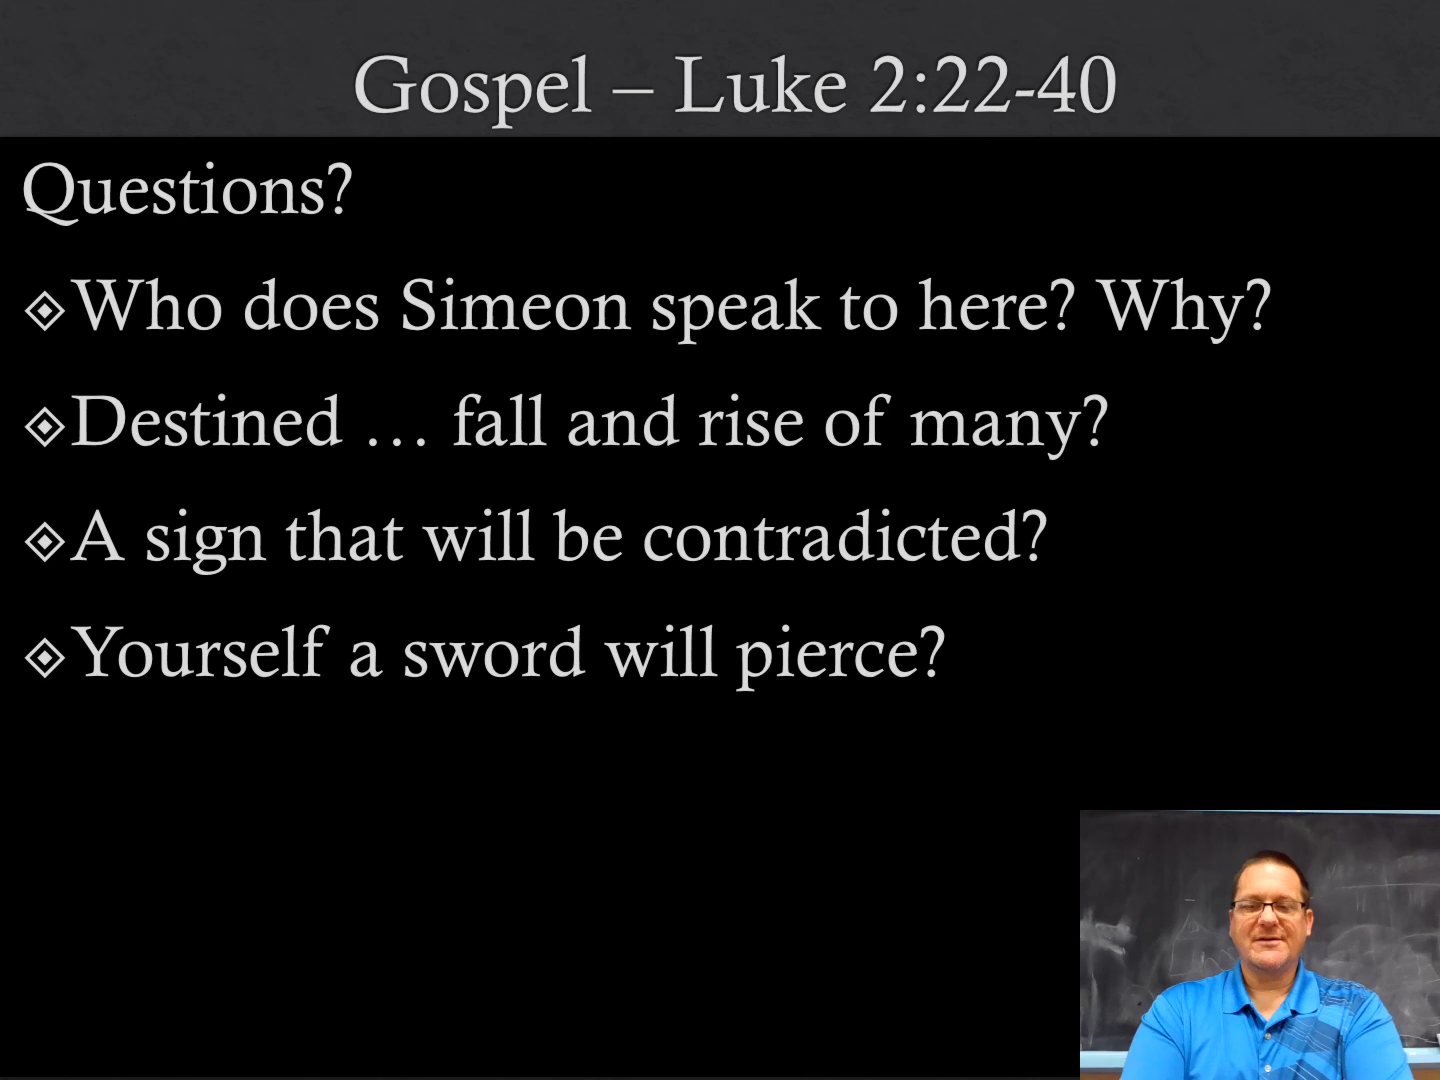 Gospel – Luke 2:22-40
Questions?
Who does Simeon speak to here? Why?
Destined … fall and rise of many?
A sign that will be contradicted?
Yourself a sword will pierce?